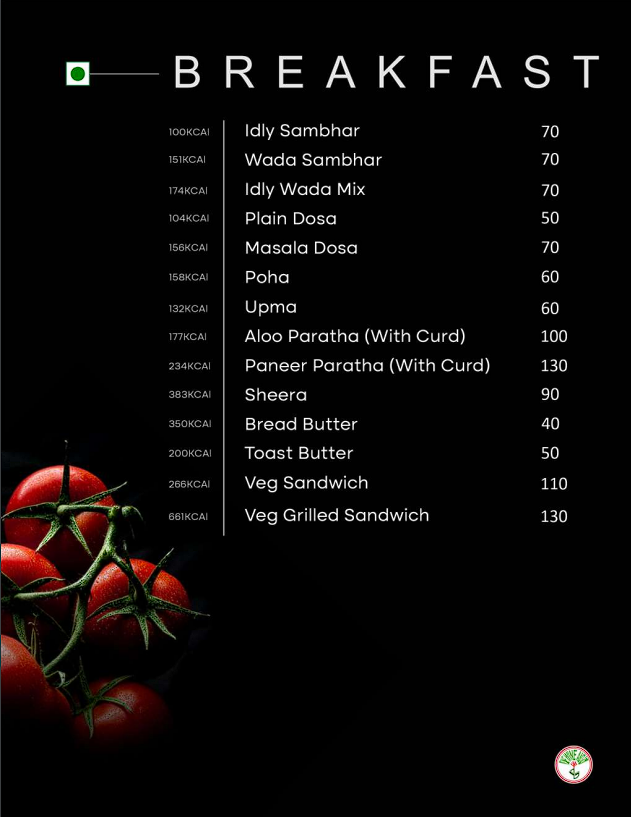 BREAKFAST
100KCAl Idly Sambhar 70
151KCAl Wada Sambhar 70
174KCAl Idly Wada Mix 70
104KCAl Plain Dosa 50
156KCAl Masala Dosa 70
158KCAl Poha 60
132KCAl Upma 60
177KCAl Aloo Paratha (With Curd) 100
234KCAl Paneer Paratha (With Curd) 130
383KCAl Sheera 90
350KCAl Bread Butter 40
200KCAl Toast Butter 50
266KCAl Veg Sandwich 110
661KCAl Veg Grilled Sandwich 130